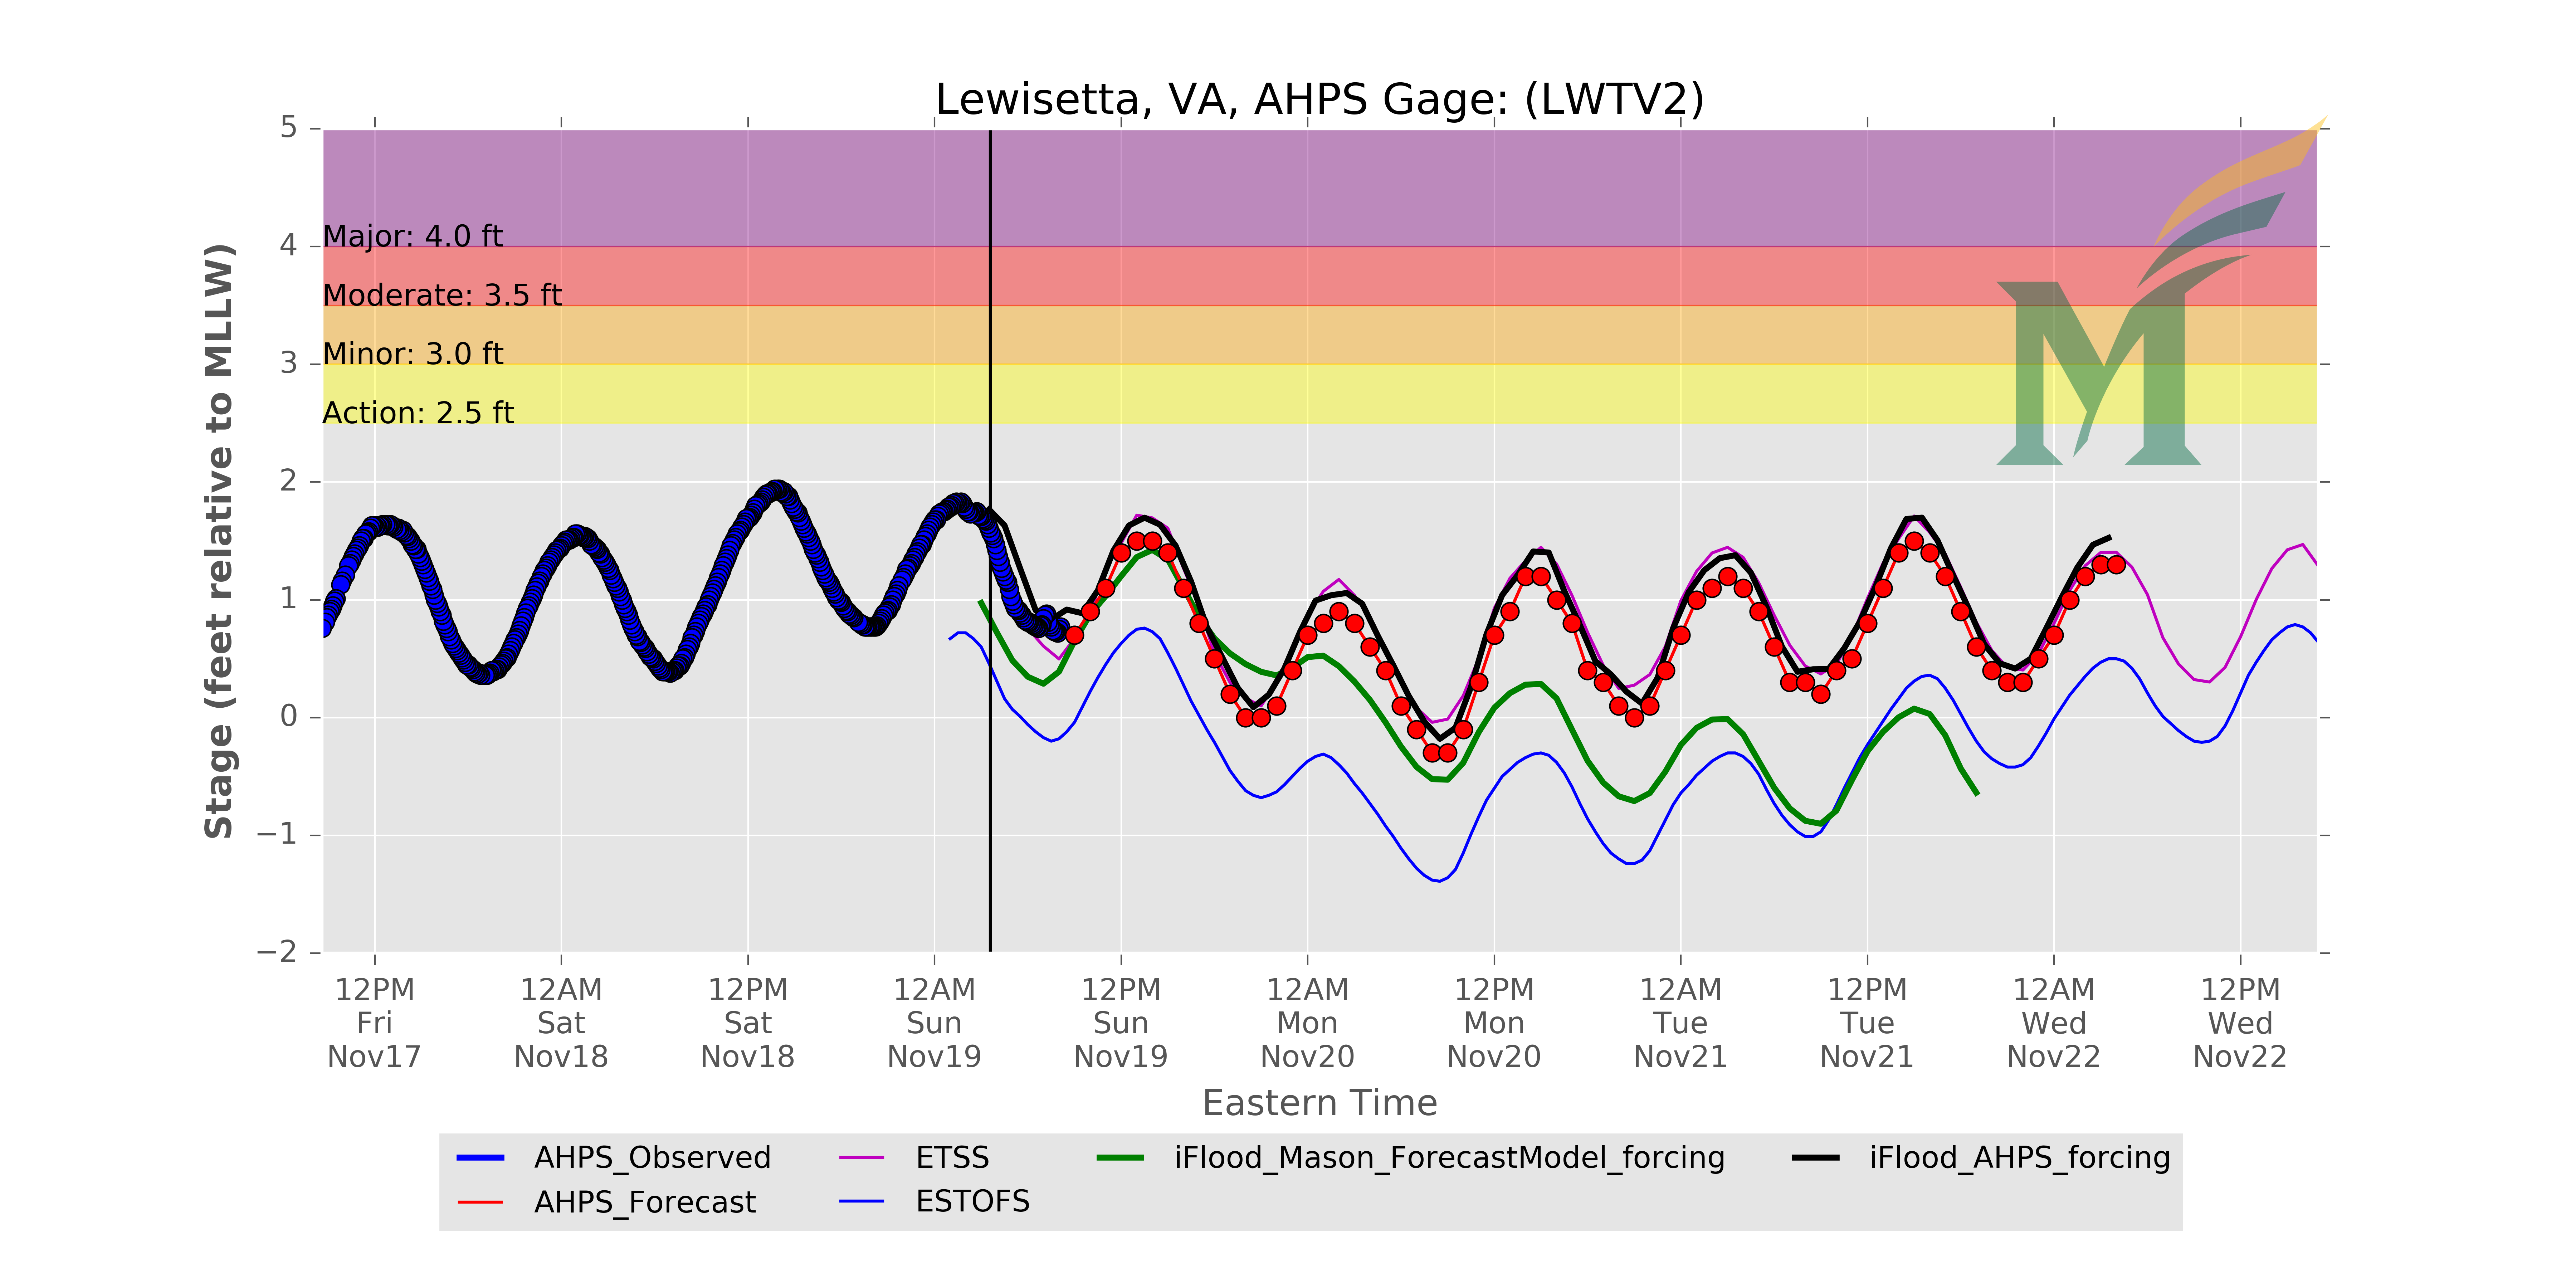 Lewisetta, VA, AHPS Gage: (LWTV2)
Stage (feet relative to MLLW)
5
4
3
2
1
0
−1
−2
Major: 4.0 ft
Moderate: 3.5 ft
Minor: 3.0 ft
Action: 2.5 ft
M
12PM 12AM 12PM 12AM 12PM 12AM 12PM 12AM 12PM 12AM 12PM
Fri Sat Sat Sun Sun Mon Mon Tue Tue Wed Wed
Nov17 Nov18 Nov18 Nov19 Nov19 Nov20 Nov20 Nov21 Nov21 Nov22 Nov22
Eastern Time
AHPS_Observed ETSS iFlood_Mason_ForecastModel_forcing iFlood_AHPS_forcing
AHPS_Forecast ESTOFS